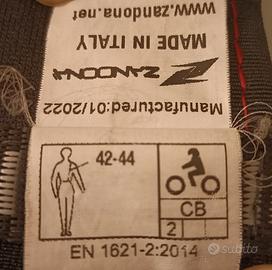 www.zandona.net
MADE IN ITALY
ZANDONA
Manufactured:01/2022
42-44
CB
2
EN 1621-2:2014
subito